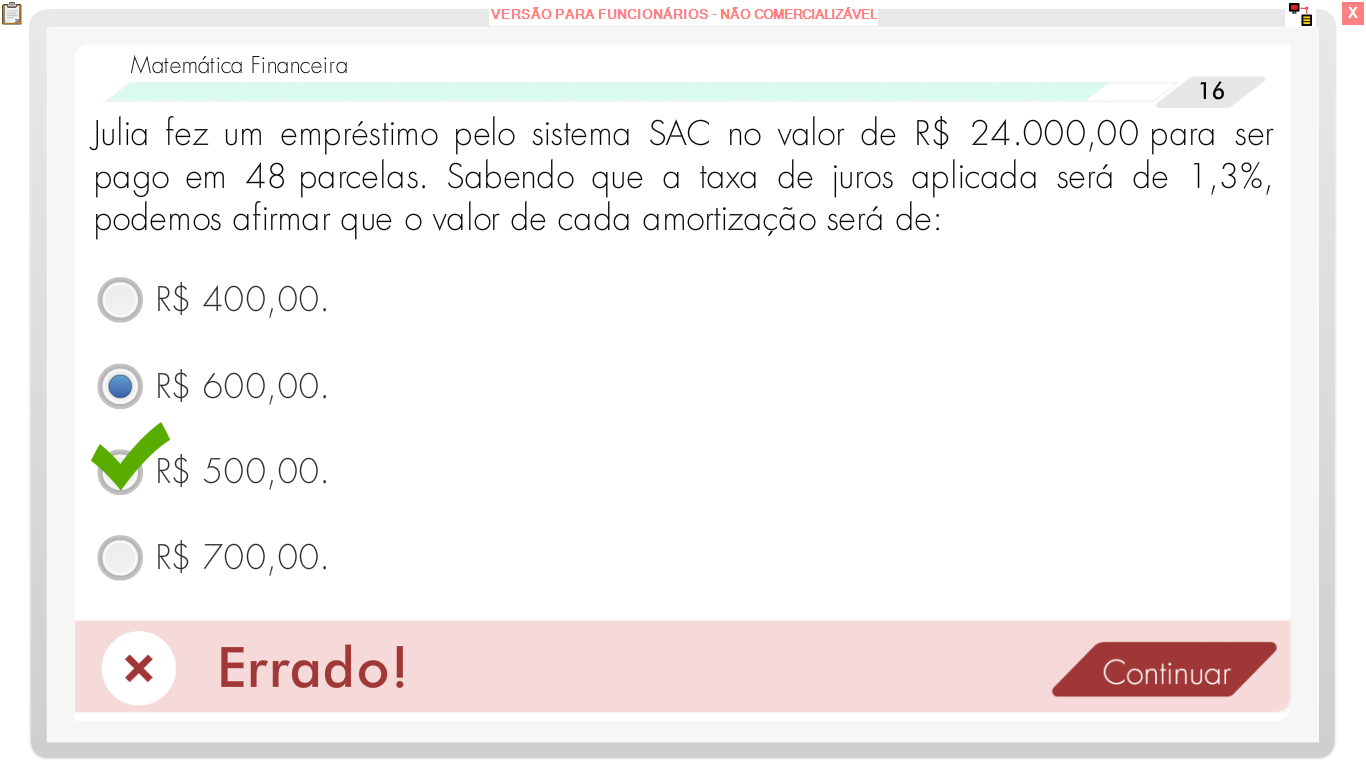 VERSÃO PARA FUNCIONÁRIOS - NÃO COMERCIALIZÁVEL
X
Matemática Financeira
16
Julia fez um empréstimo pelo sistema SAC no valor de R$ 24.000,00 para ser
pago em 48 parcelas. Sabendo que a taxa de juros aplicada será de 1,3%,
podemos afirmar que o valor de cada amortização será de:
R$ 400,00.
R$ 600,00.
R$ 500,00.
R$ 700,00.
Errado!
Continuar